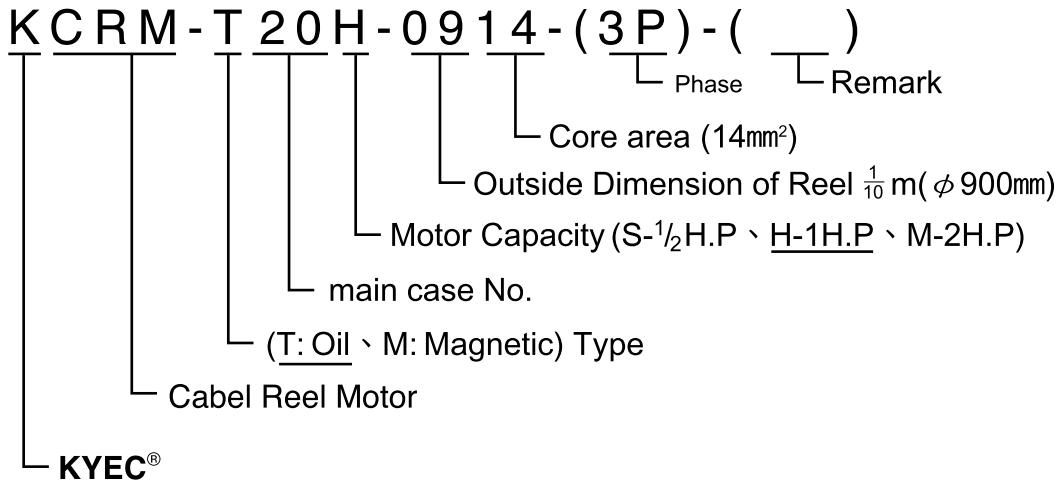 KCRM-T20H-0914-(3P)-( )
Phase
Remark
Core area (14mm²)
Outside Dimension of Reel 1/10 m(φ900mm)
Motor Capacity (S-1/2H.P、H-1H.P、M-2H.P)
main case No.
(T: Oil、M: Magnetic) Type
Cabel Reel Motor
KYEC®